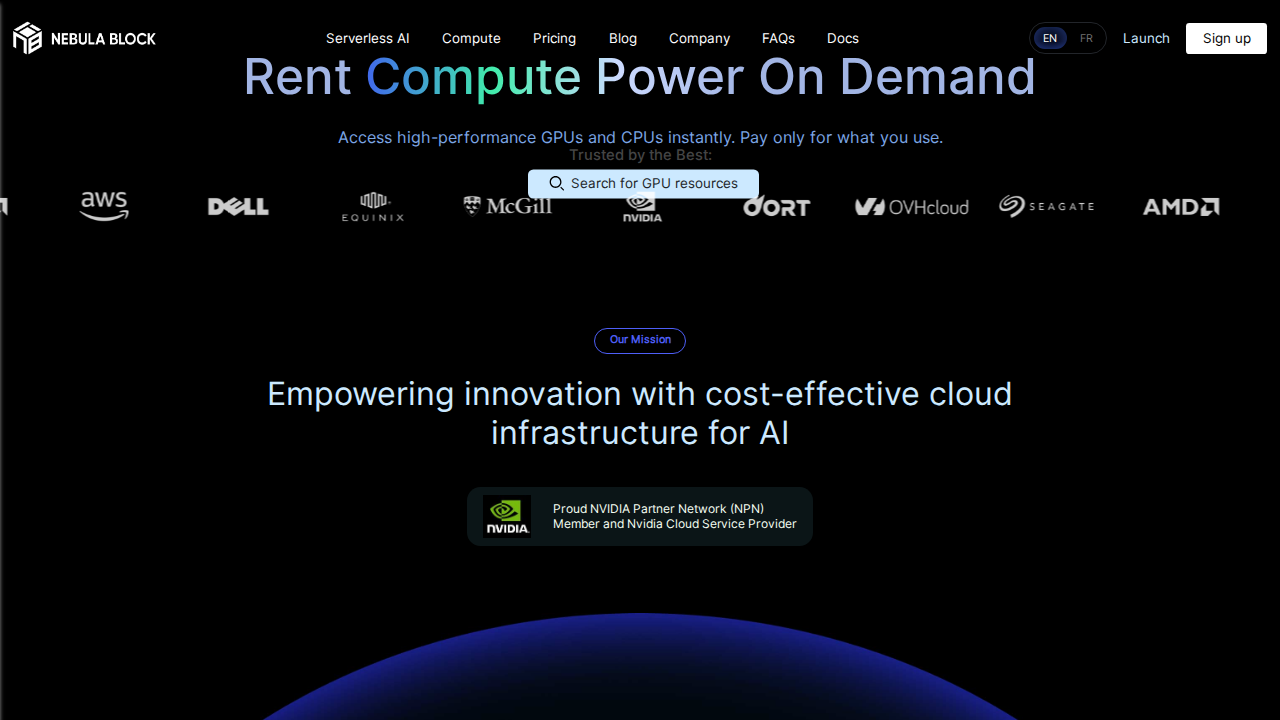 NEBULA BLOCK
Serverless AI
Compute
Pricing
Blog
Company
FAQs
Docs
EN
FR
Launch
Sign up
Rent Compute Power On Demand
Access high-performance GPUs and CPUs instantly. Pay only for what you use.
Trusted by the Best:
Search for GPU resources
aws
DELL
EQUINIX
McGill
NVIDIA
OORT
OVHcloud
SEAGATE
AMD
Our Mission
Empowering innovation with cost-effective cloud
infrastructure for AI
NVIDIA.
Proud NVIDIA Partner Network (NPN)
Member and Nvidia Cloud Service Provider